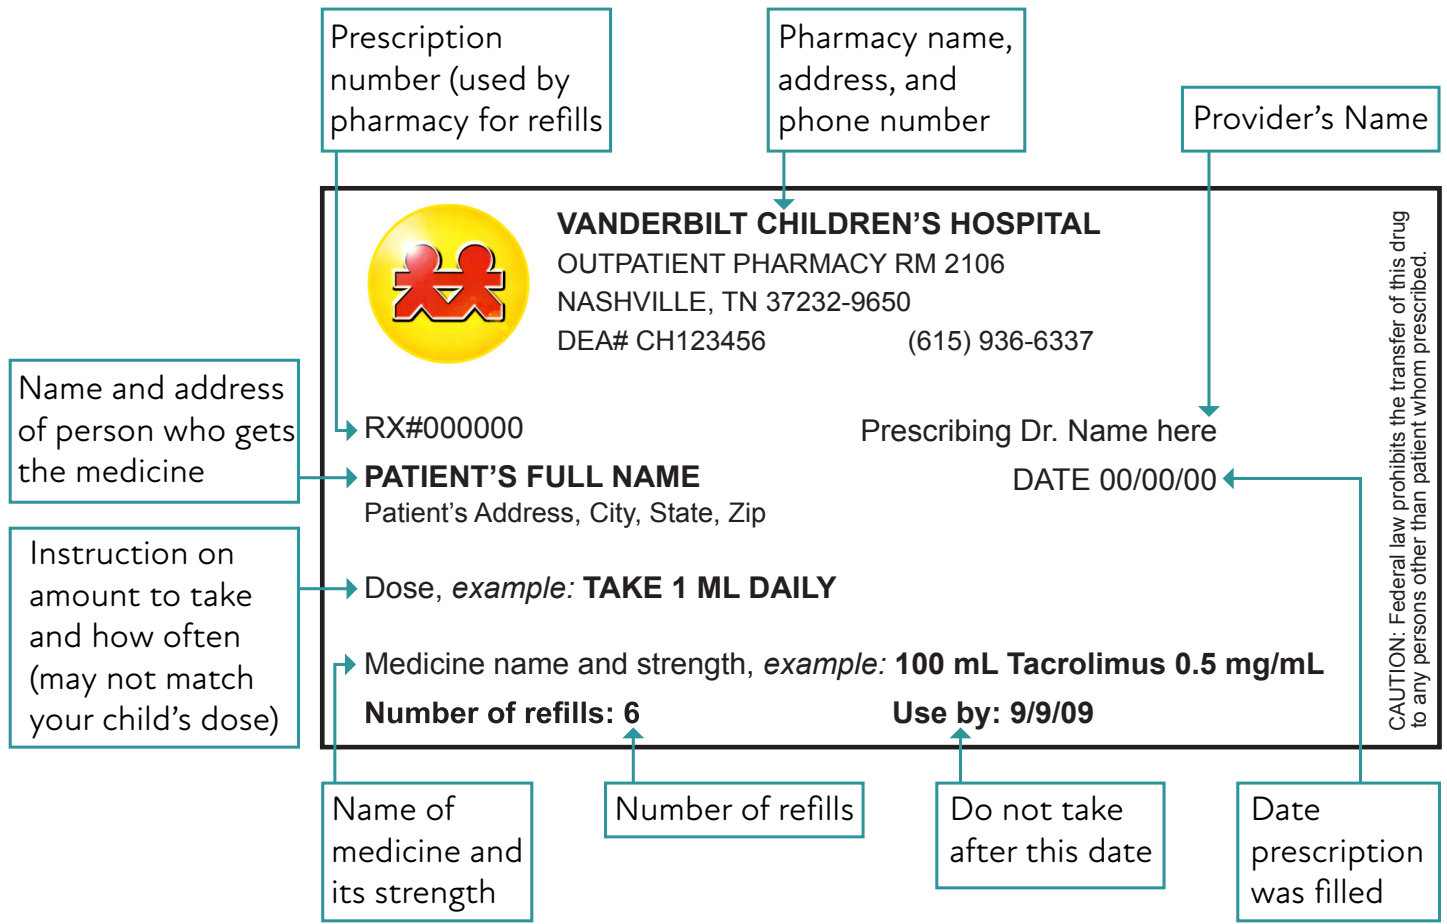 Prescription
number (used by
pharmacy for refills
Pharmacy name,
address, and
phone number
Provider’s Name
VANDERBILT CHILDREN’S HOSPITAL
OUTPATIENT PHARMACY RM 2106
NASHVILLE, TN 37232-9650
DEA# CH123456 (615) 936-6337
CAUTION: Federal law prohibits the transfer of this drug
to any persons other than patient whom prescribed.
Name and address
of person who gets
the medicine
RX#000000
Prescribing Dr. Name here
PATIENT’S FULL NAME
DATE 00/00/00
Patient’s Address, City, State, Zip
Instruction on
amount to take
and how often
(may not match
your child’s dose)
Dose, example: TAKE 1 ML DAILY
Medicine name and strength, example: 100 mL Tacrolimus 0.5 mg/mL
Number of refills: 6 Use by: 9/9/09
Name of
medicine and
its strength
Number of refills
Do not take
after this date
Date
prescription
was filled